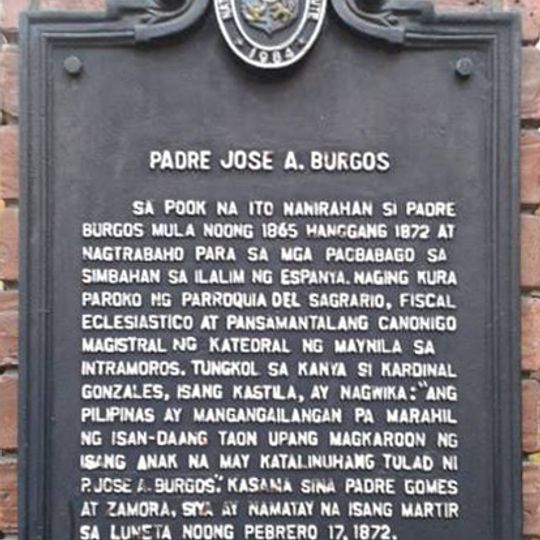 1984
PADRE JOSE A. BURGOS
SA POOK NA ITO NANIRAHAN SI PADRE
BURGOS MULA NOONG 1865 HANGGANG 1872 AT
NAGTRABAHO PARA SA MGA PAGBABAGO SA
SIMBAHAN SA ILALIM NG ESPANYA. NAGING KURA
PAROKO NG PARROQUIA DEL SAGRARIO, FISCAL
ECLESIASTICO AT PANSAMANTALANG CANONIGO
MAGISTRAL NG KATEDRAL NG MAYNILA SA
INTRAMOROS. TUNGKOL SA KANYA SI KARDINAL
GONZALES, ISANG KASTILA, AY NAGWIKA: "ANG
PILIPINAS AY MANGANGAILANGAN PA MARAHIL
NG ISAN-DAANG TAON UPANG MAGKAROON NG
ISANG ANAK NA MAY KATALINUHANG TULAD NI
P. JOSE A. BURGOS." KASAMA SINA PADRE GOMES
AT ZAMORA, SIYA AY NAMATAY NA ISANG MARTIR
SA LUNETA NOONG PEBRERO 17, 1872.